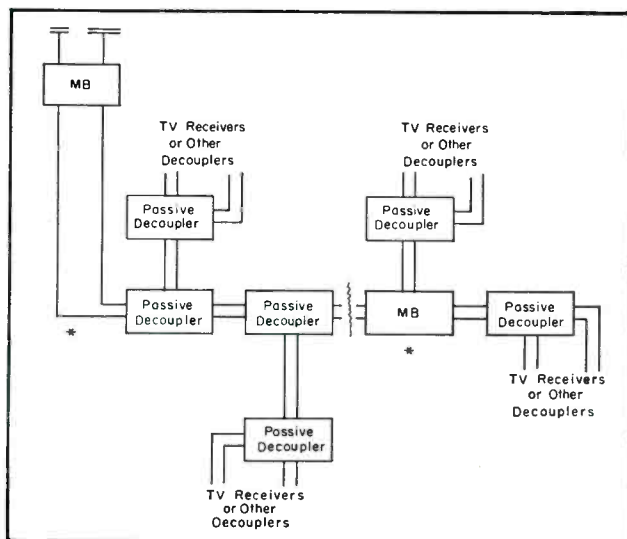 MB
TV Receivers
or Other
Decouplers
TV Receivers
or Other
Decouplers
Passive
Decoupler
Passive
Decoupler
Passive
Decoupler
Passive
Decoupler
MB
Passive
Decoupler
*
*
TV Receivers
or Other
Decouplers
Passive
Decoupler
TV Receivers
or Other
Decouplers